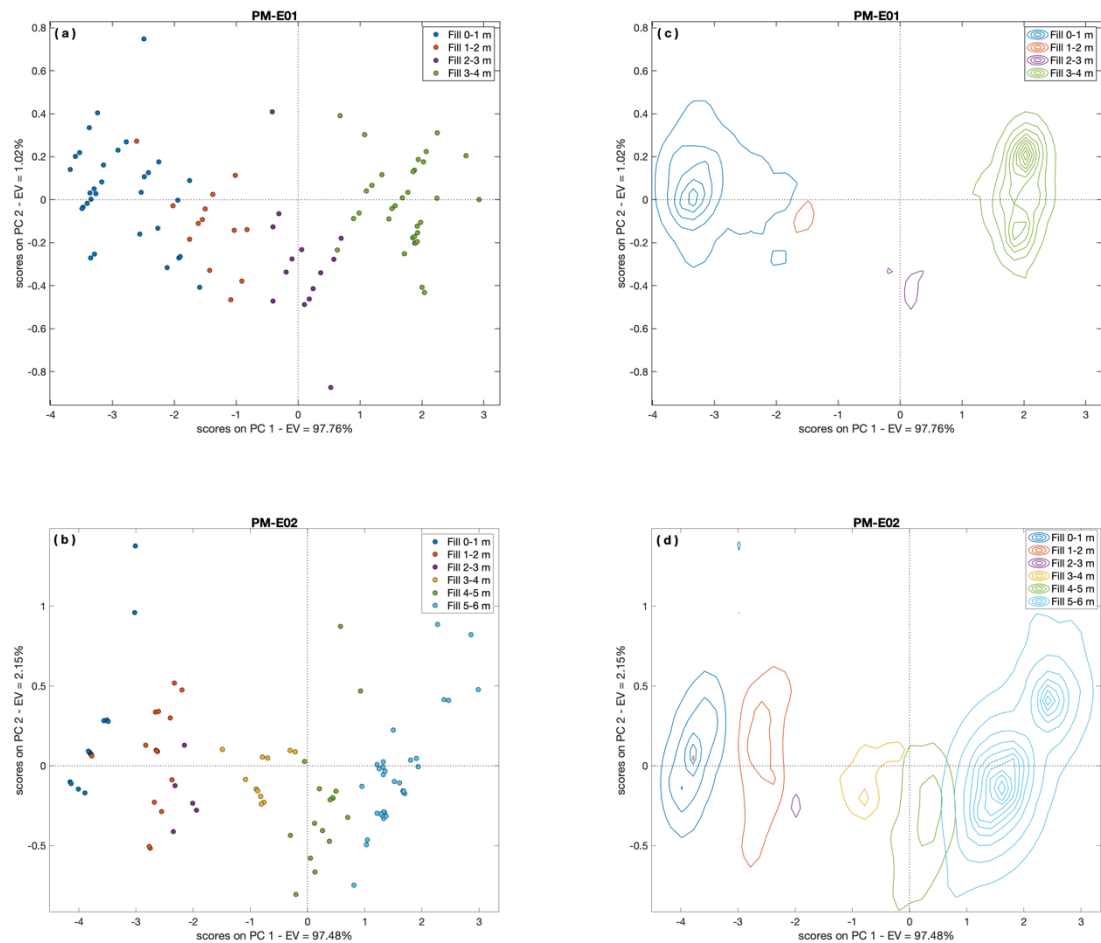 PM-E01
( a )
Fill 0-1 m
Fill 1-2 m
Fill 2-3 m
Fill 3-4 m
0.8
0.6
0.4
0.2
0
-0.2
-0.4
-0.6
-0.8
scores on PC 2 - EV = 1.02%
-4 -3 -2 -1 0 1 2 3
scores on PC 1 - EV = 97.76%
PM-E01
( c )
Fill 0-1 m
Fill 1-2 m
Fill 2-3 m
Fill 3-4 m
0.8
0.6
0.4
0.2
0
-0.2
-0.4
-0.6
-0.8
scores on PC 2 - EV = 1.02%
-4 -3 -2 -1 0 1 2 3
scores on PC 1 - EV = 97.76%
PM-E02
( b )
Fill 0-1 m
Fill 1-2 m
Fill 2-3 m
Fill 3-4 m
Fill 4-5 m
Fill 5-6 m
1
0.5
0
-0.5
scores on PC 2 - EV = 2.15%
-4 -3 -2 -1 0 1 2 3
scores on PC 1 - EV = 97.48%
PM-E02
( d )
Fill 0-1 m
Fill 1-2 m
Fill 2-3 m
Fill 3-4 m
Fill 4-5 m
Fill 5-6 m
1
0.5
0
-0.5
scores on PC 2 - EV = 2.15%
-4 -3 -2 -1 0 1 2 3
scores on PC 1 - EV = 97.48%